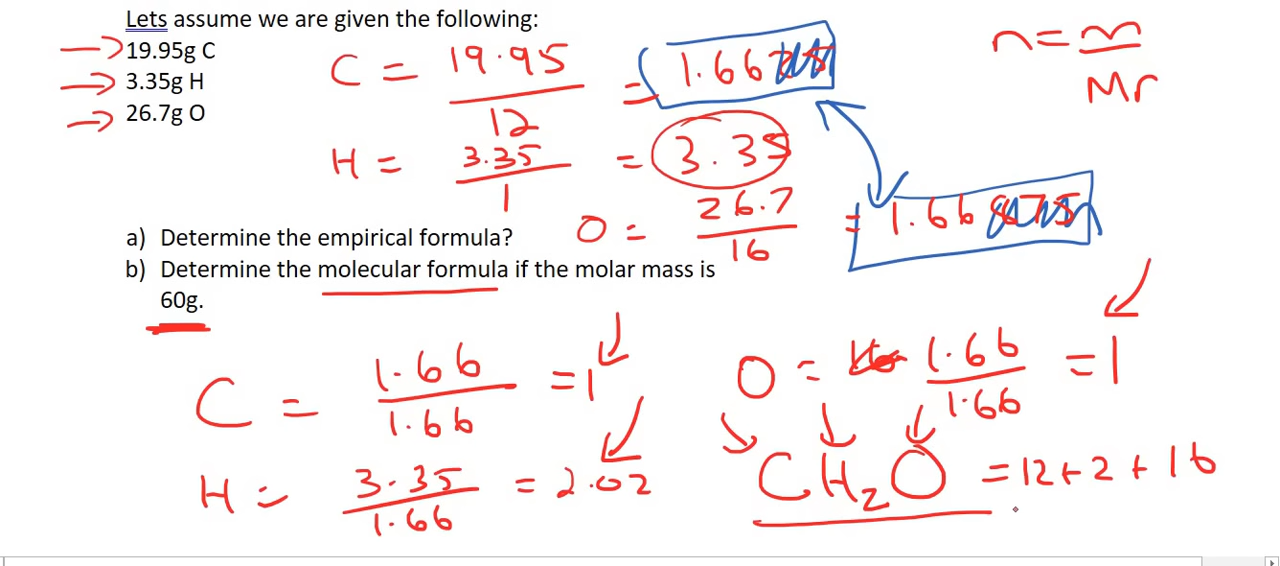 Lets assume we are given the following:
19.95g C
3.35g H
26.7g O
n = m / Mr
C = 19.95 / 12 = 1.66
H = 3.35 / 1 = 3.35
O = 26.7 / 16 = 1.66
a) Determine the empirical formula?
b) Determine the molecular formula if the molar mass is
60g.
C = 1.66 / 1.66 = 1
O = 1.66 / 1.66 = 1
H = 3.35 / 1.66 = 2.02
CH₂O = 12 + 2 + 16